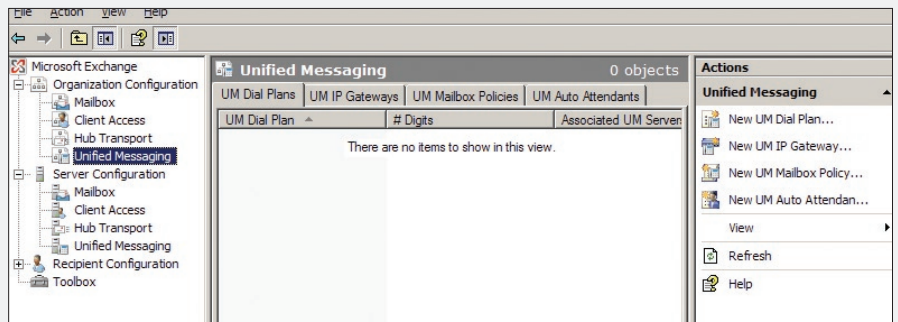 File Action View Help
Microsoft Exchange
Organization Configuration
Mailbox
Client Access
Hub Transport
Unified Messaging
Server Configuration
Mailbox
Client Access
Hub Transport
Unified Messaging
Recipient Configuration
Toolbox
Unified Messaging 0 objects
UM Dial Plans UM IP Gateways UM Mailbox Policies UM Auto Attendants
UM Dial Plan # Digits Associated UM Servers
There are no items to show in this view.
Actions
Unified Messaging
New UM Dial Plan...
New UM IP Gateway...
New UM Mailbox Policy...
New UM Auto Attendan...
View
Refresh
Help